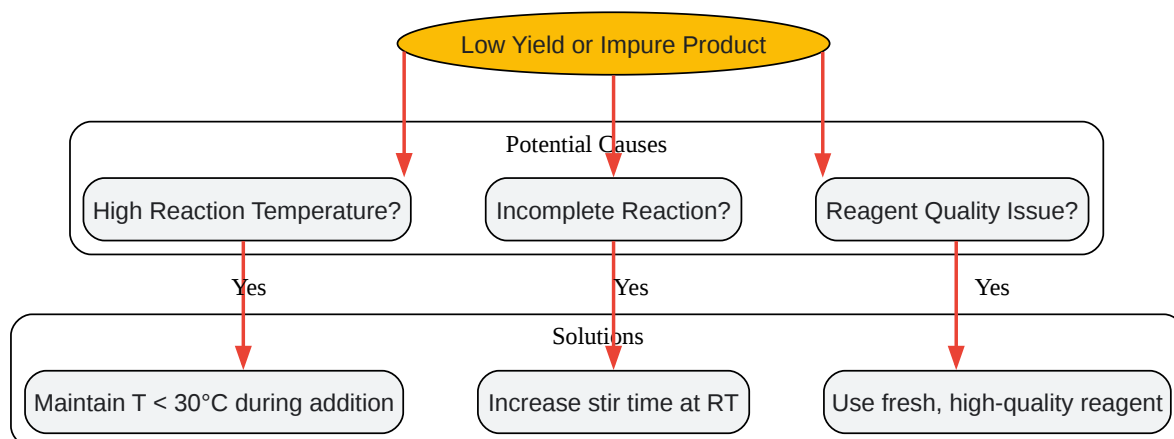 Low Yield or Impure Product
Potential Causes
High Reaction Temperature?
Incomplete Reaction?
Reagent Quality Issue?
Yes
Yes
Yes
Solutions
Maintain T < 30°C during addition
Increase stir time at RT
Use fresh, high-quality reagent